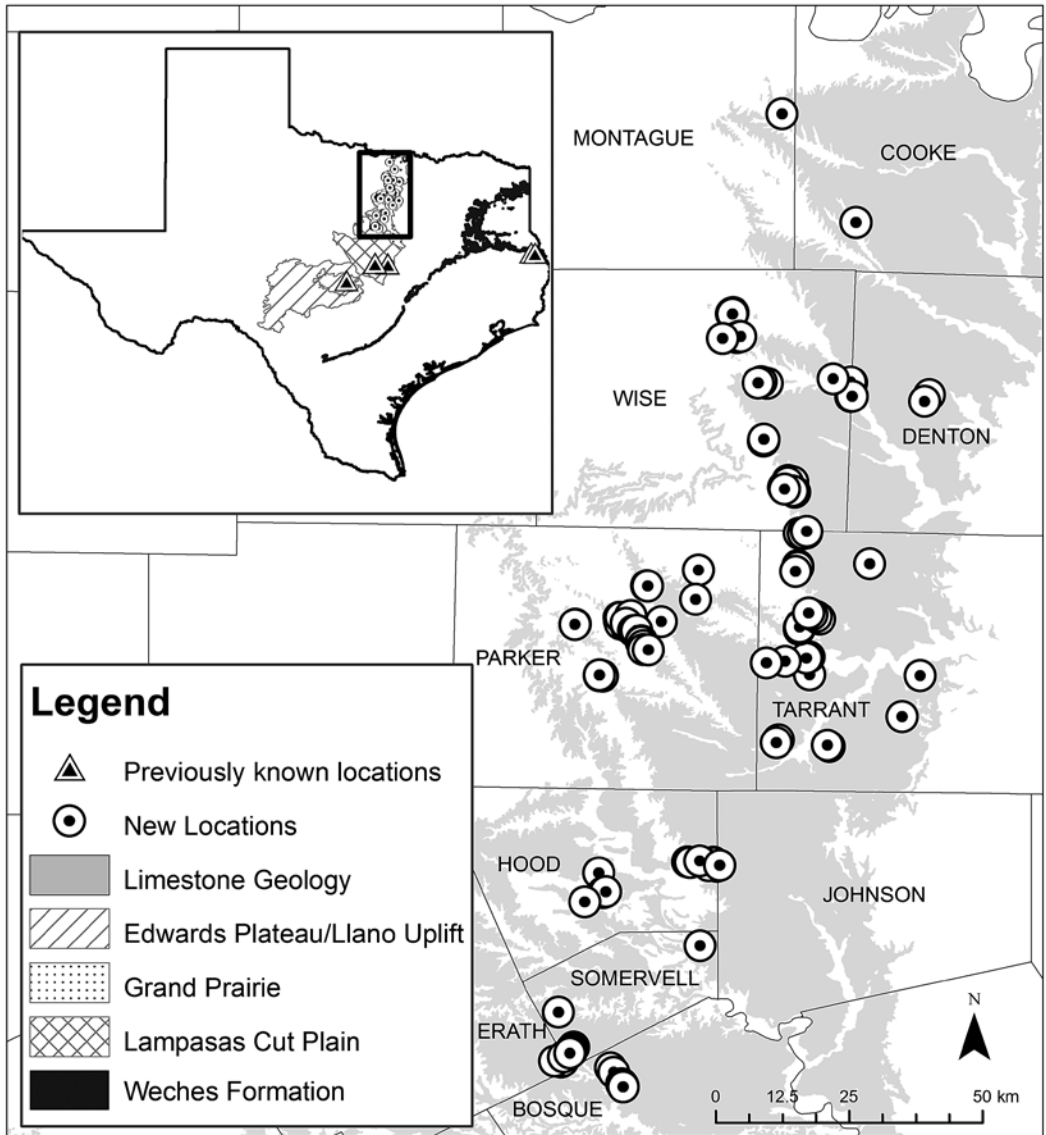 MONTAGUE
COOKE
WISE
DENTON
PARKER
TARRANT
HOOD
JOHNSON
SOMERVELL
ERATH
BOSQUE
Legend
Previously known locations
New Locations
Limestone Geology
Edwards Plateau/Llano Uplift
Grand Prairie
Lampasas Cut Plain
Weches Formation
N
0 12.5 25 50 km